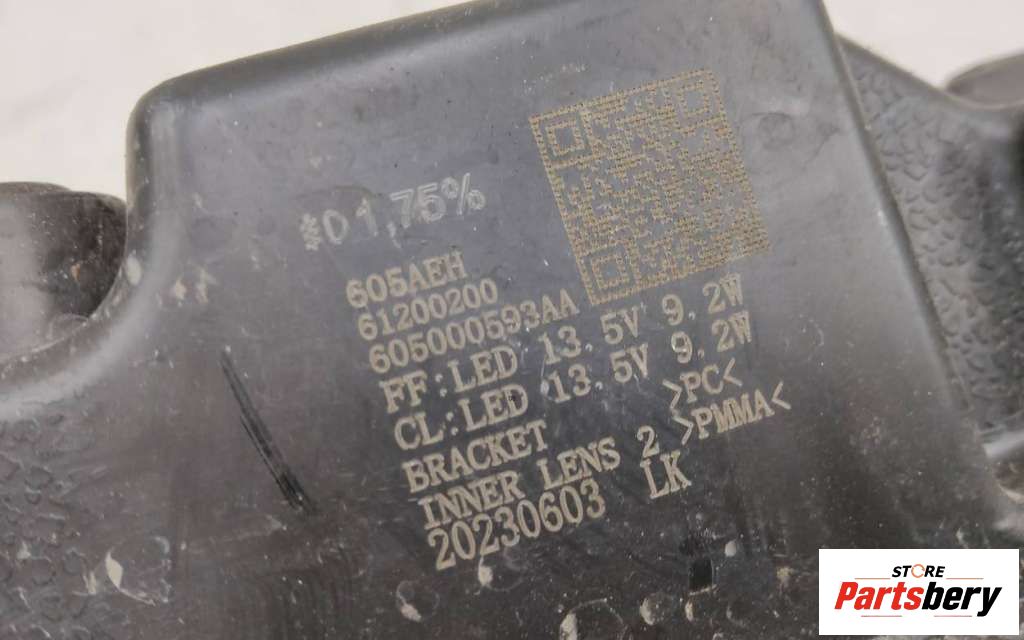 *0 1,75%
605AEH
61200200
605000593AA
FF:LED 13.5V 9.2W
CL:LED 13.5V 9.2W
BRACKET >PC<
INNER LENS 2 >PMMA<
20230603 LK
STORE
Partsbery